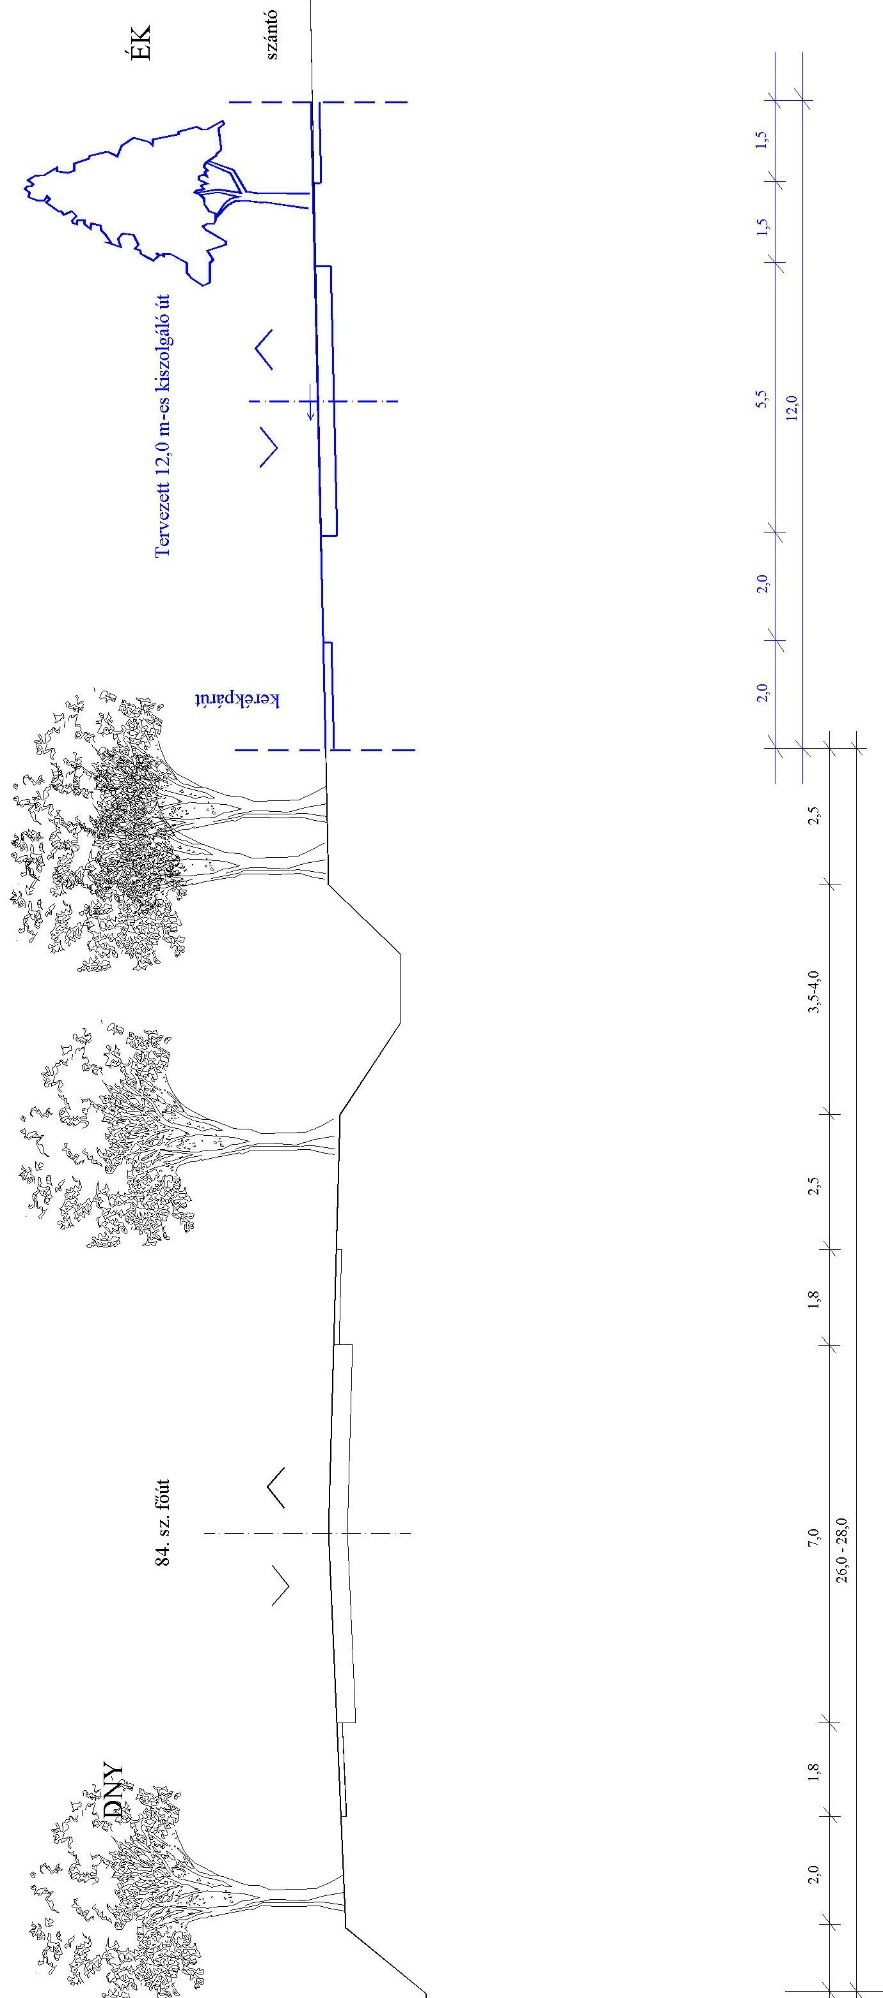 ÉK
szántó
Tervezett 12,0 m-es kiszolgáló út
kerékpárút
84. sz. főút
DNY
1,5
1,5
5,5
12,0
2,0
2,0
2,5
3,5-4,0
2,5
1,8
7,0
26,0 - 28,0
1,8
2,0